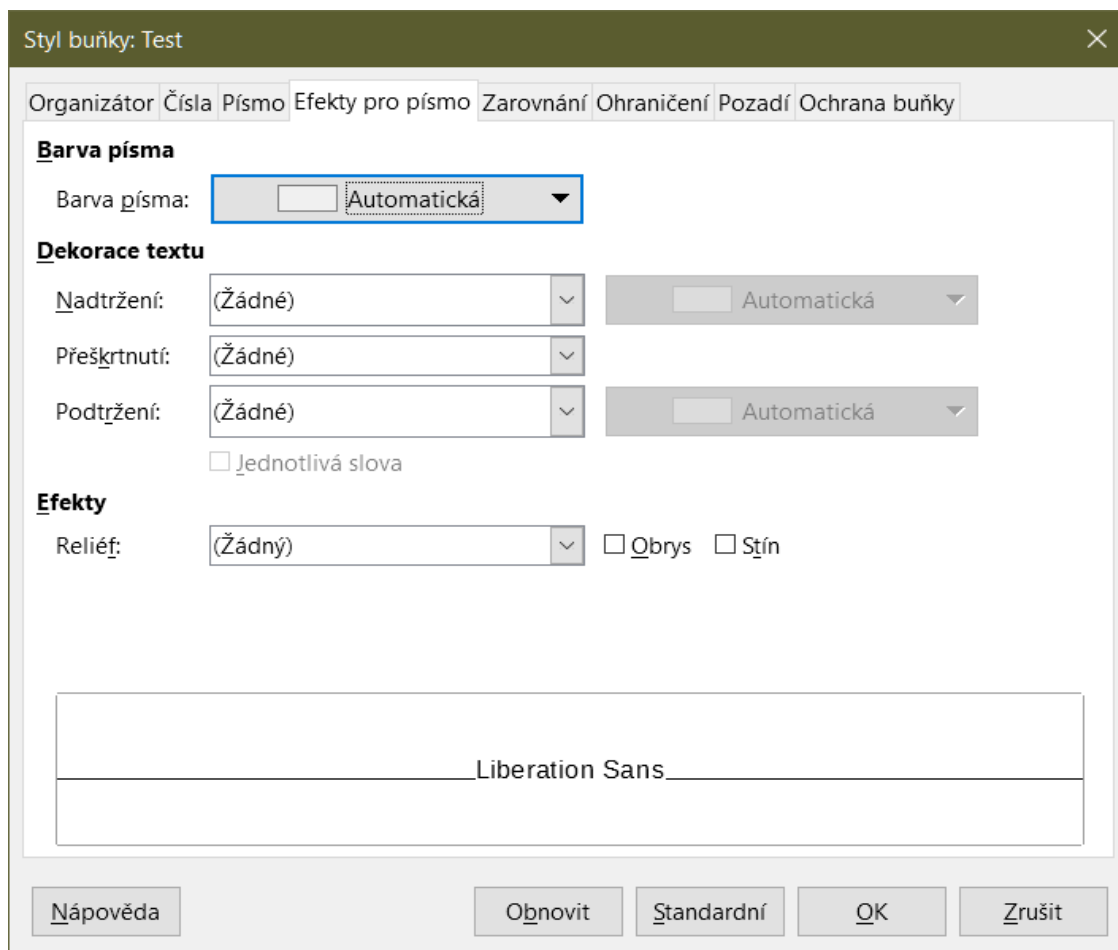 Styl buňky: Test
Organizátor Čísla Písmo Efekty pro písmo Zarovnání Ohraničení Pozadí Ochrana buňky
Barva písma
Barva písma: Automatická
Dekorace textu
Nadtržení: (Žádné) Automatická
Přeškrtnutí: (Žádné)
Podtržení: (Žádné) Automatická
Jednotlivá slova
Efekty
Reliéf: (Žádný) Obrys Stín
Liberation Sans
Nápověda Obnovit Standardní OK Zrušit